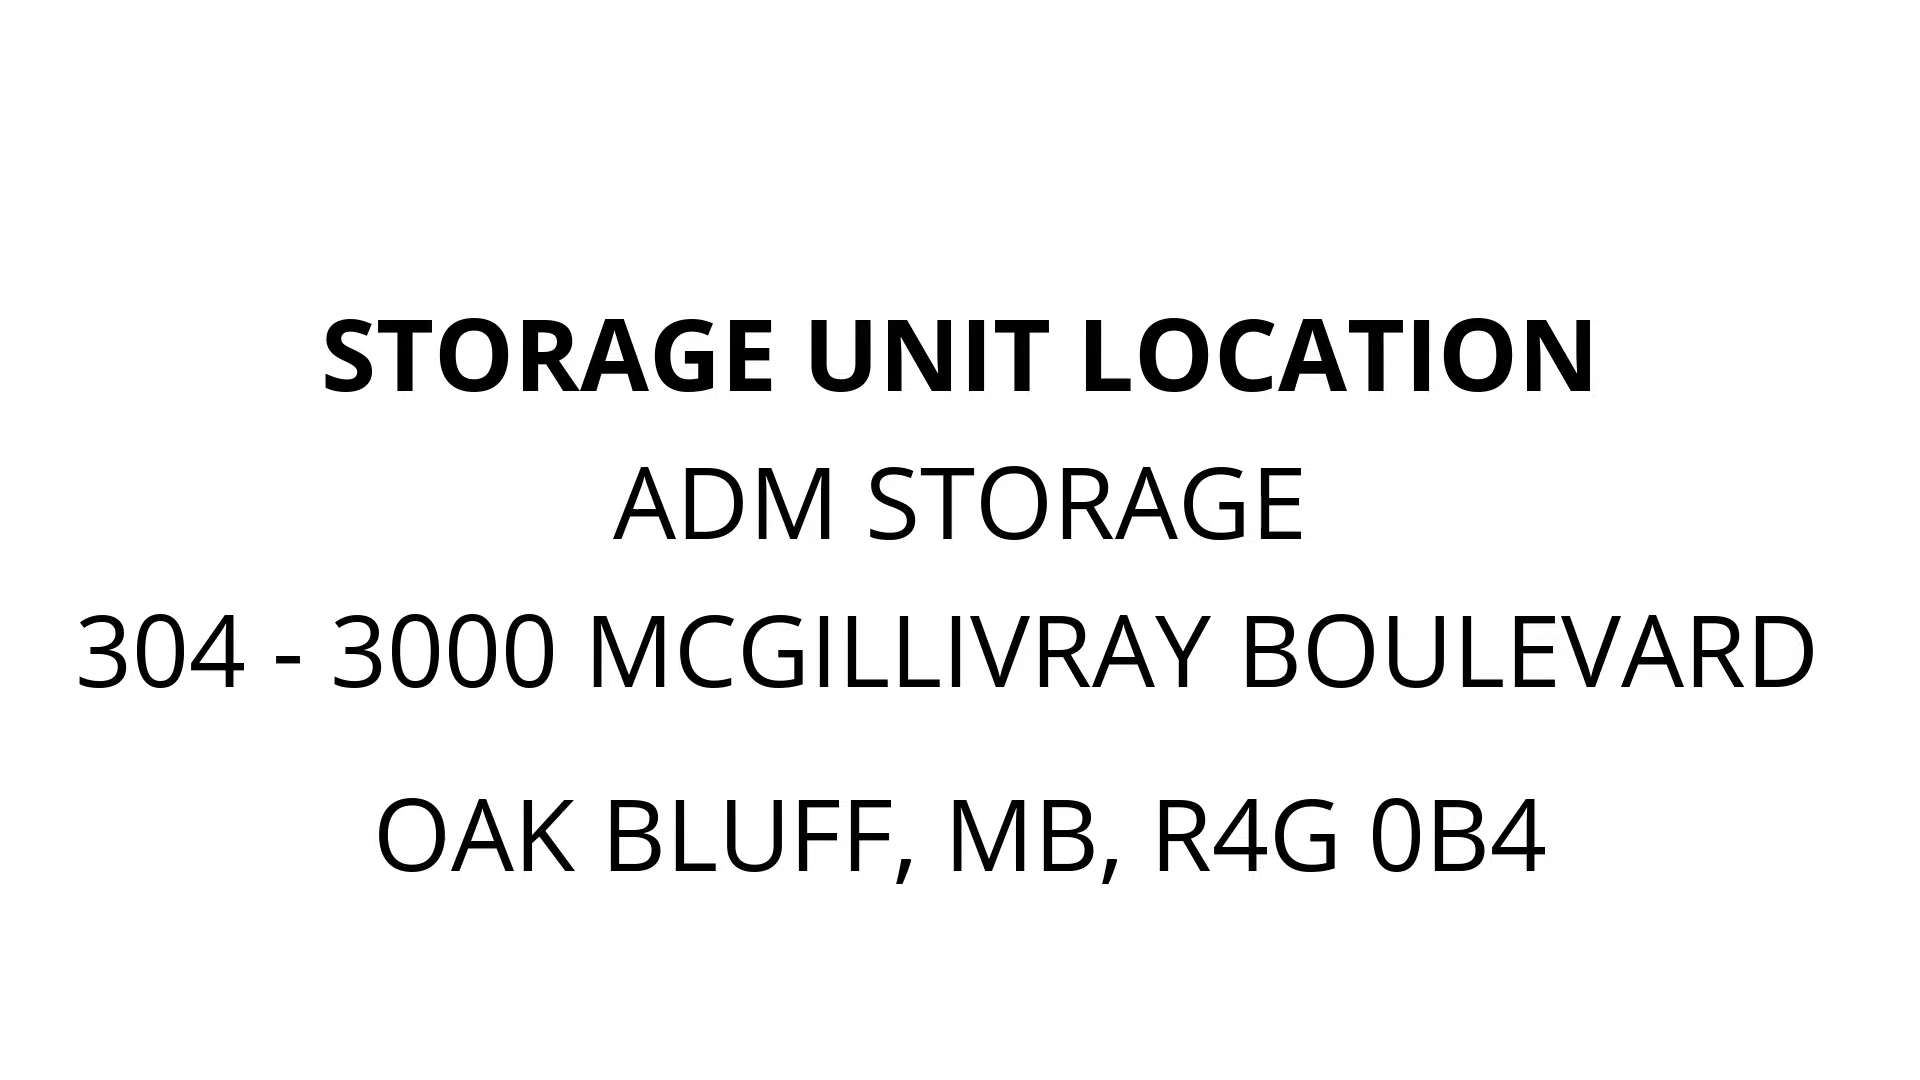 STORAGE UNIT LOCATION
ADM STORAGE
304 - 3000 MCGILLIVRAY BOULEVARD
OAK BLUFF, MB, R4G 0B4